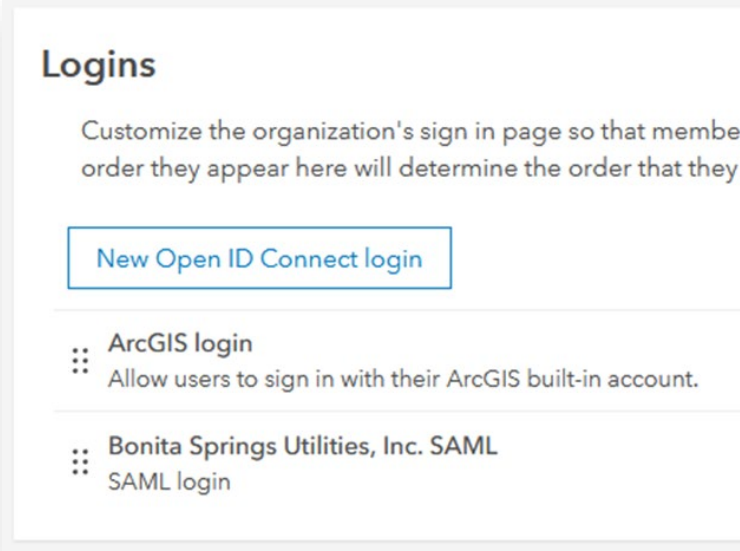 Logins
Customize the organization's sign in page so that
order they appear here will determine the order that they
New Open ID Connect login
ArcGIS login
Allow users to sign in with their ArcGIS built-in account.
Bonita Springs Utilities, Inc. SAML
SAML login